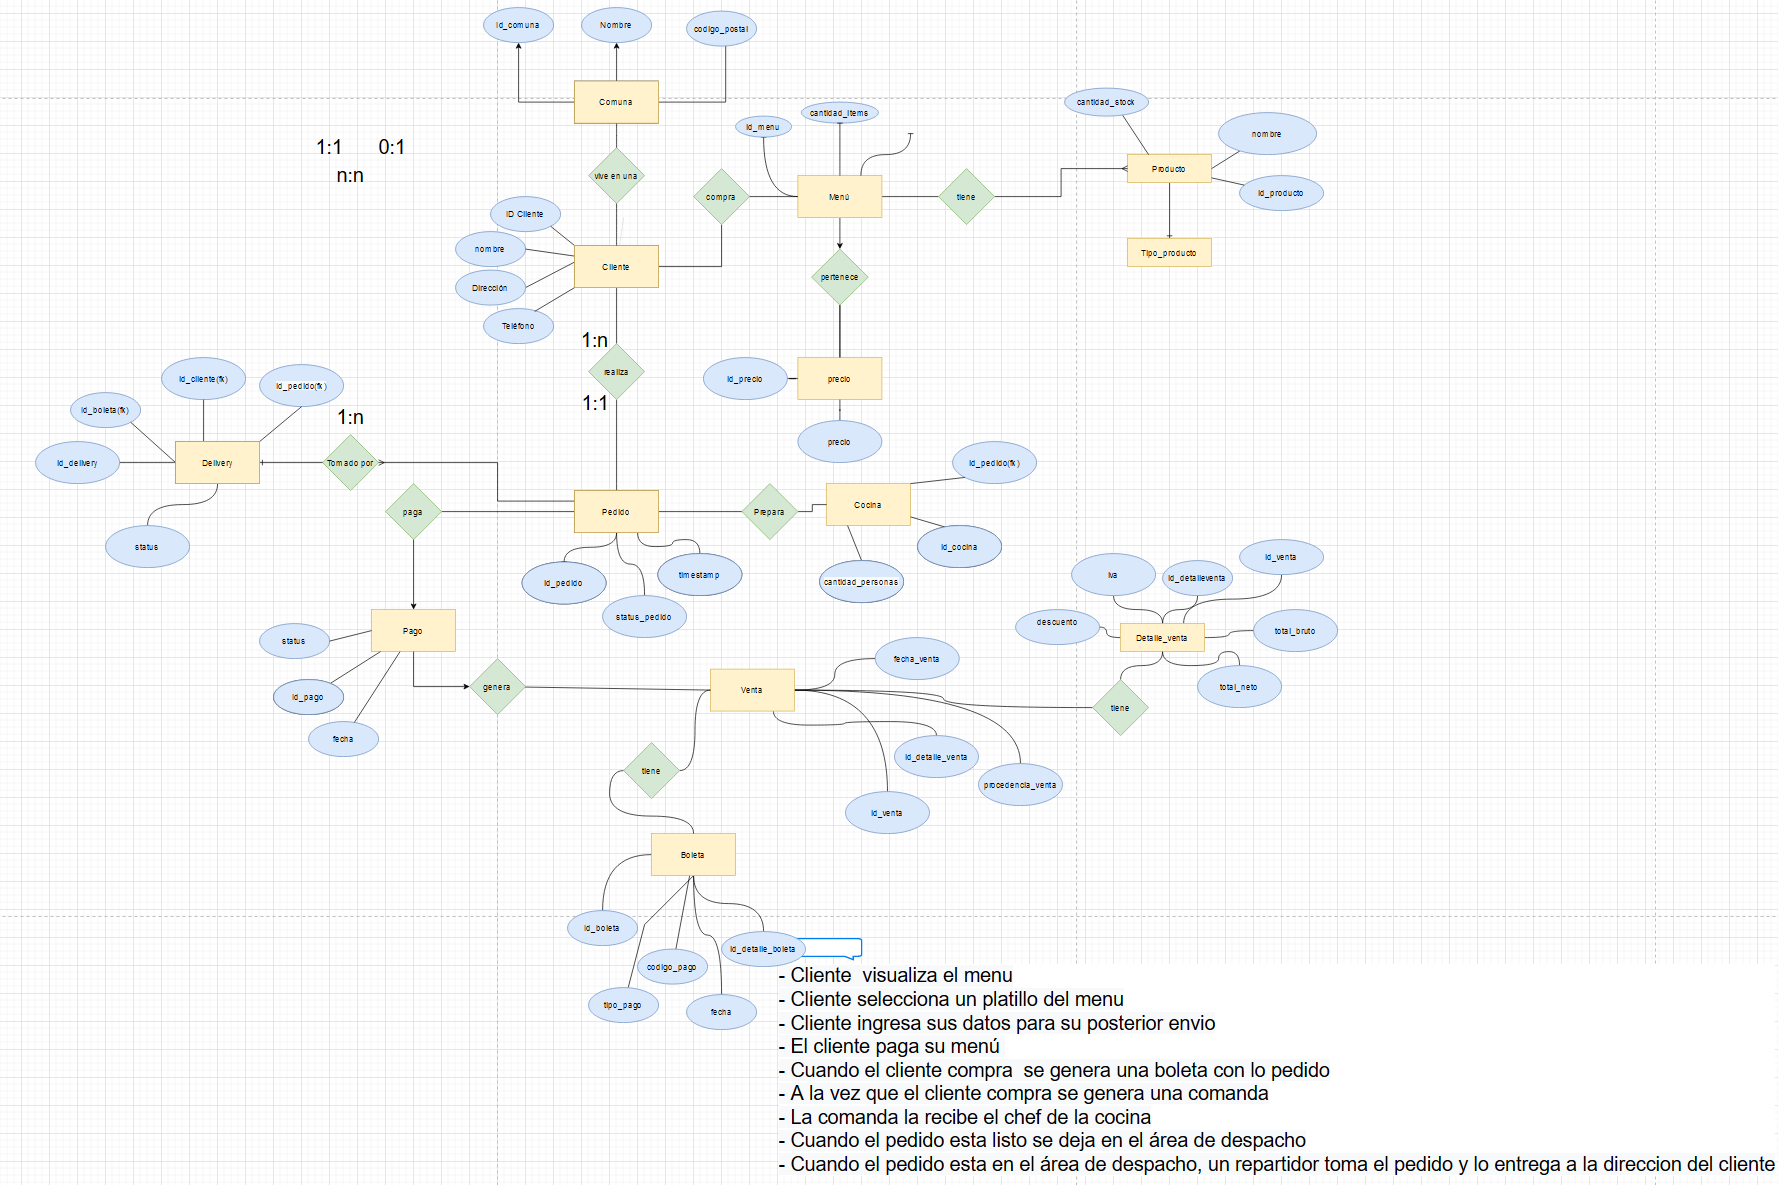 Id_comuna
Nombre
codigo_postal
Comuna
cantidad_stock
cantidad_items
id_menu
nombre
1:1
0:1
n:n
vive en una
Producto
compra
Menú
tiene
Id_producto
ID Cliente
nombre
Cliente
Tipo_producto
pertenece
Dirección
Teléfono
1:n
realiza
1:1
id_precio
precio
id_cliente(fk)
id_pedido(fk)
id_boleta(fk)
1:n
precio
id_delivery
Delivery
Tomado por
id_pedido(fk)
paga
Pedido
Prepara
Cocina
status
id_cocina
id_pedido
timestamp
cantidad_personas
status_pedido
iva
id_detalleventa
id_venta
descuento
Detalle_venta
total_bruto
Pago
status
fecha_venta
genera
Venta
total_neto
id_pago
tiene
fecha
tiene
id_detalle_venta
procedencia_venta
id_venta
Boleta
id_boleta
id_detalle_boleta
codigo_pago
tipo_pago
fecha
- Cliente  visualiza el menu
- Cliente selecciona un platillo del menu
- Cliente ingresa sus datos para su posterior envio
- El cliente paga su menú
- Cuando el cliente compra  se genera una boleta con lo pedido
- A la vez que el cliente compra se genera una comanda
- La comanda la recibe el chef de la cocina
- Cuando el pedido esta listo se deja en el área de despacho
- Cuando el pedido esta en el área de despacho, un repartidor toma el pedido y lo entrega a la direccion del cliente